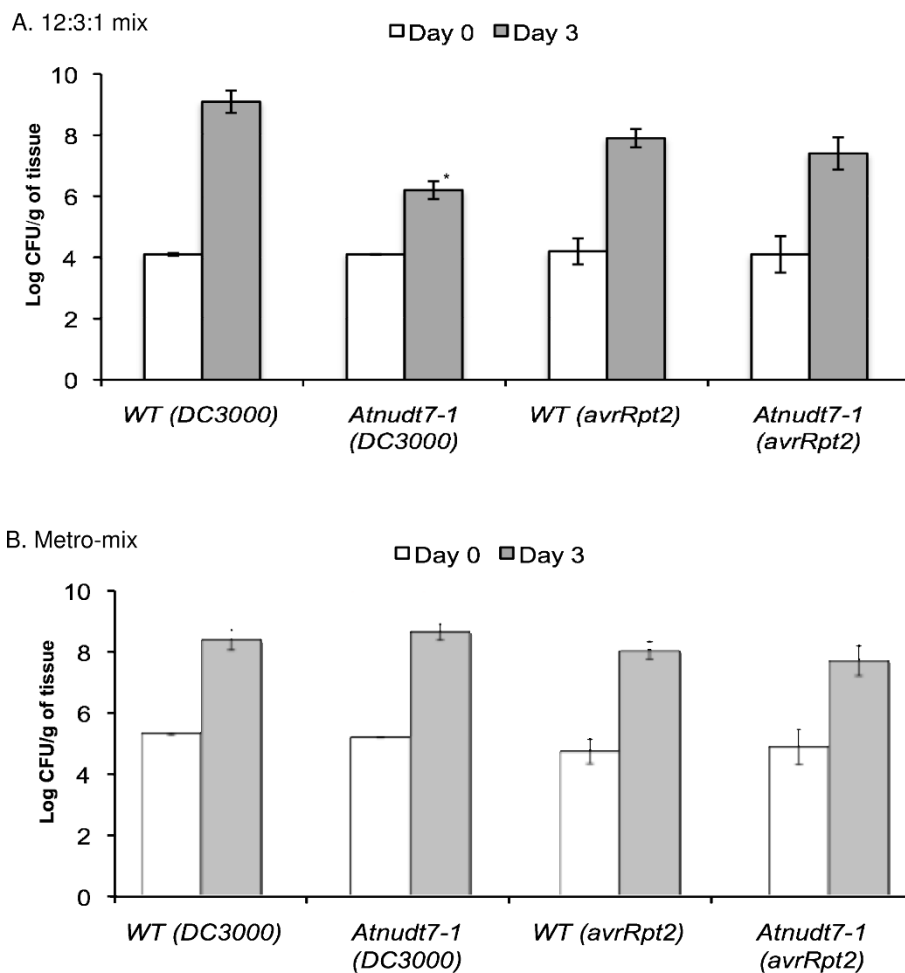 A. 12:3:1 mix
Day 0 Day 3
Log CFU/g of tissue
10
8
6
4
2
0
*
WT (DC3000)
Atnudt7-1
(DC3000)
WT (avrRpt2)
Atnudt7-1
(avrRpt2)
B. Metro-mix
Day 0 Day 3
Log CFU/g of tissue
10
8
6
4
2
0
WT (DC3000)
Atnudt7-1
(DC3000)
WT (avrRpt2)
Atnudt7-1
(avrRpt2)